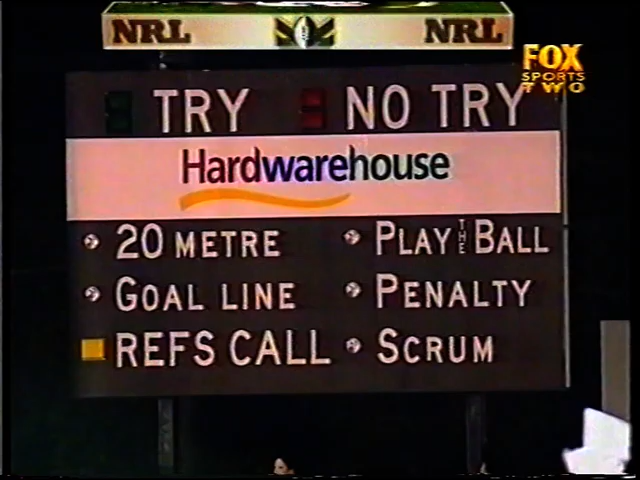 NRL NRL
FOX
SPORTS
TWO
TRY NO TRY
Hardwarehouse
20 METRE PLAY THE BALL
GOAL LINE PENALTY
REFS CALL SCRUM